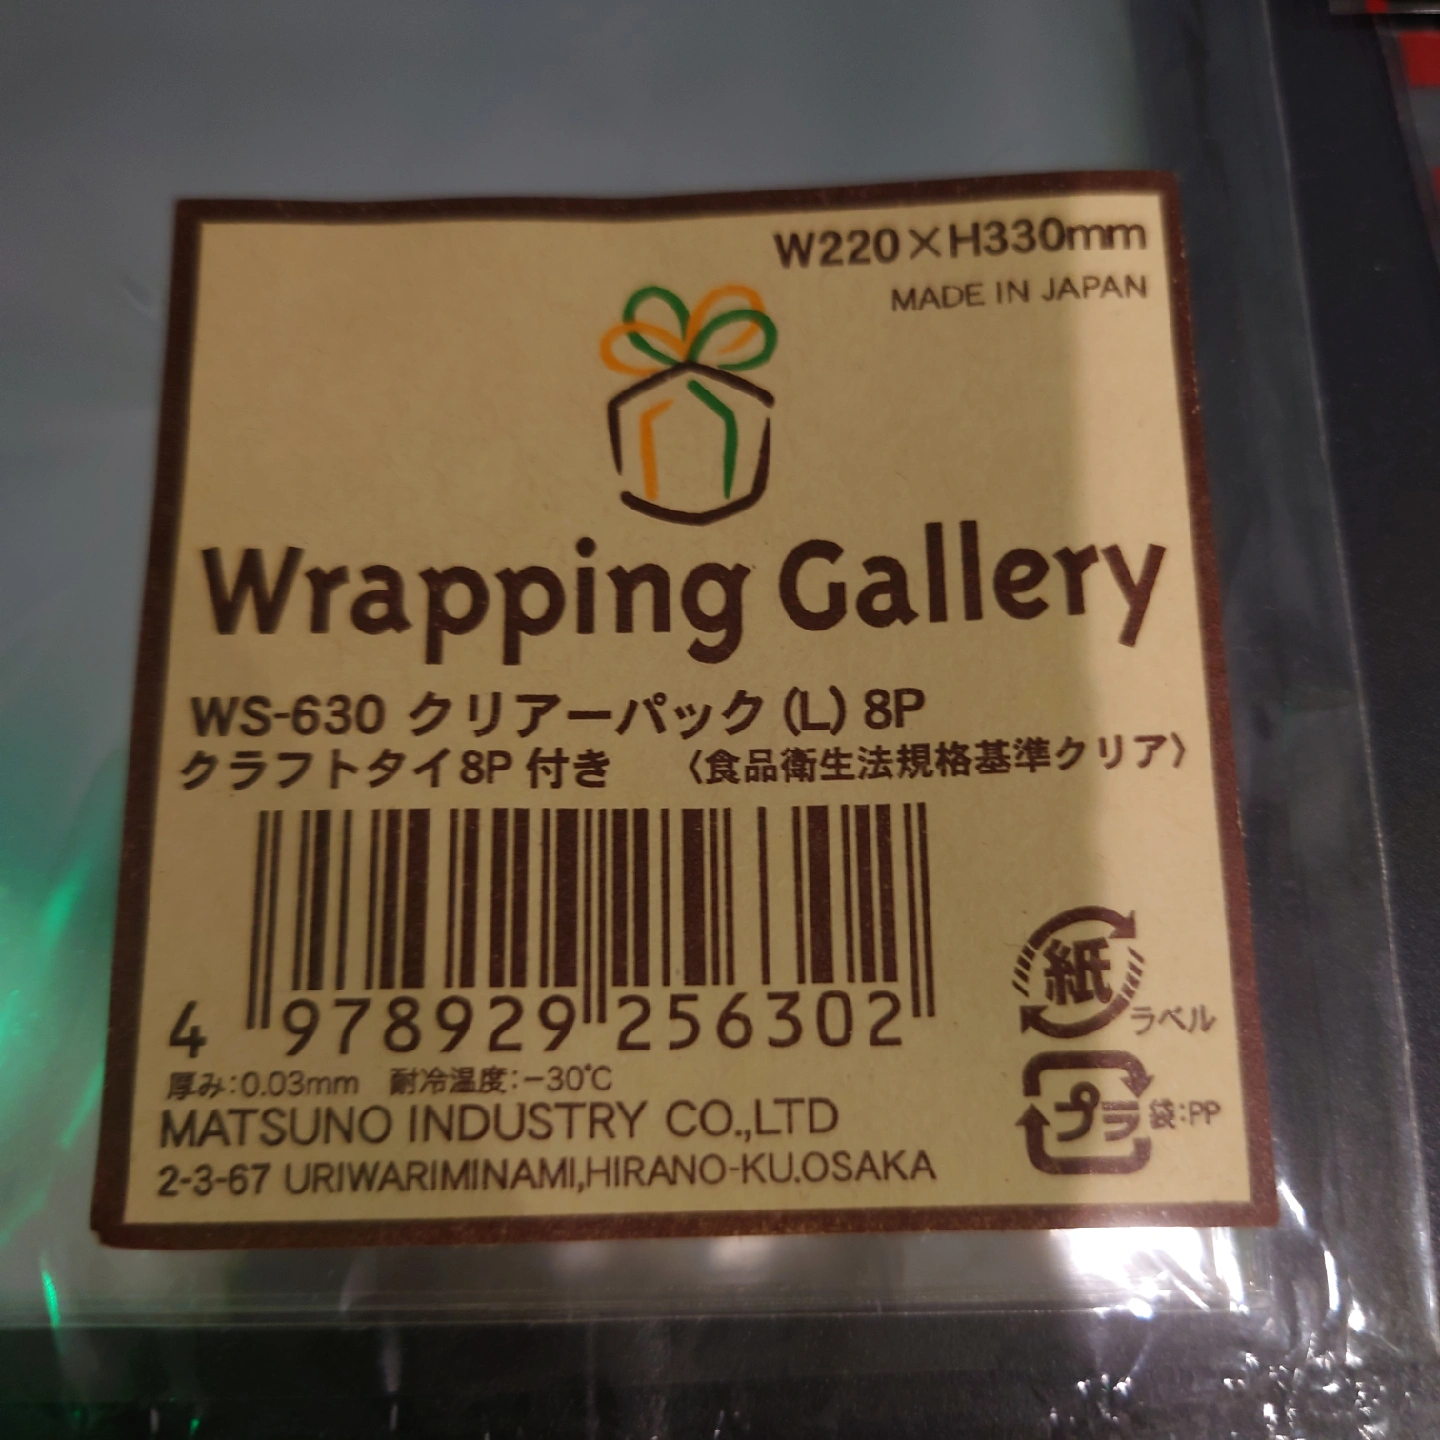 W220×H330mm
MADE IN JAPAN
Wrapping Gallery
WS-630 クリアーパック(L) 8P
クラフトタイ8P 付き 〈食品衛生法規格基準クリア〉
4 978929 256302
紙 ラベル
厚み:0.03mm 耐冷温度:−30℃
プラ 袋:PP
MATSUNO INDUSTRY CO.,LTD
2-3-67 URIWARIMINAMI,HIRANO-KU.OSAKA